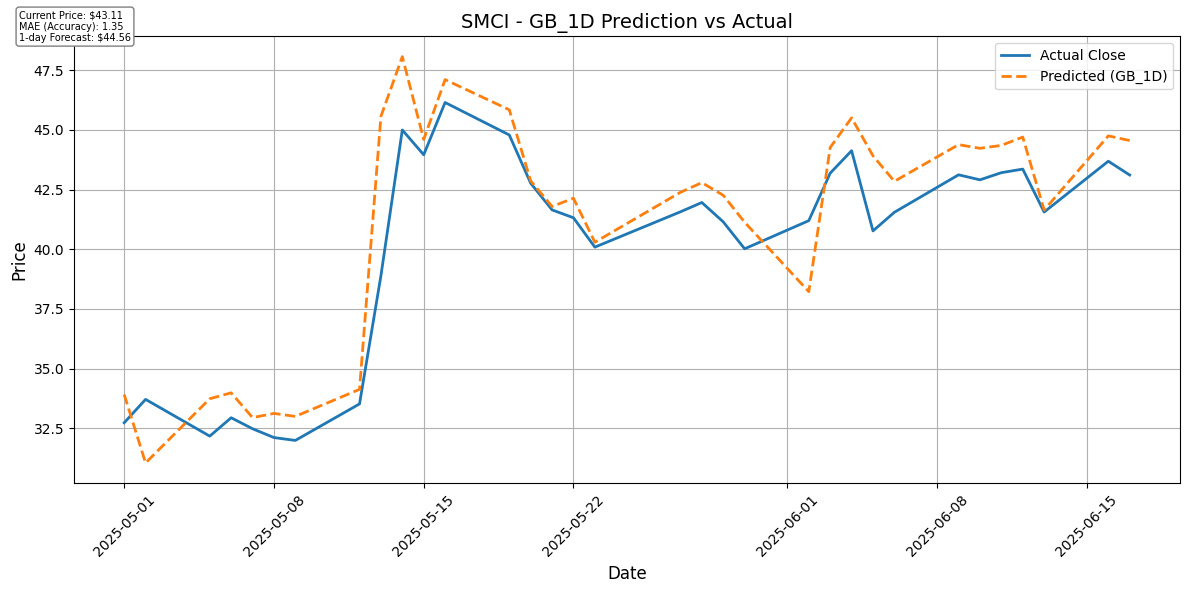 SMCI - GB_1D Prediction vs Actual
Current Price: $43.11
MAE (Accuracy): 1.35
1-day Forecast: $44.56
Actual Close
Predicted (GB_1D)
Price
47.5
45.0
42.5
40.0
37.5
35.0
32.5
2025-05-01
2025-05-08
2025-05-15
2025-05-22
2025-06-01
2025-06-08
2025-06-15
Date